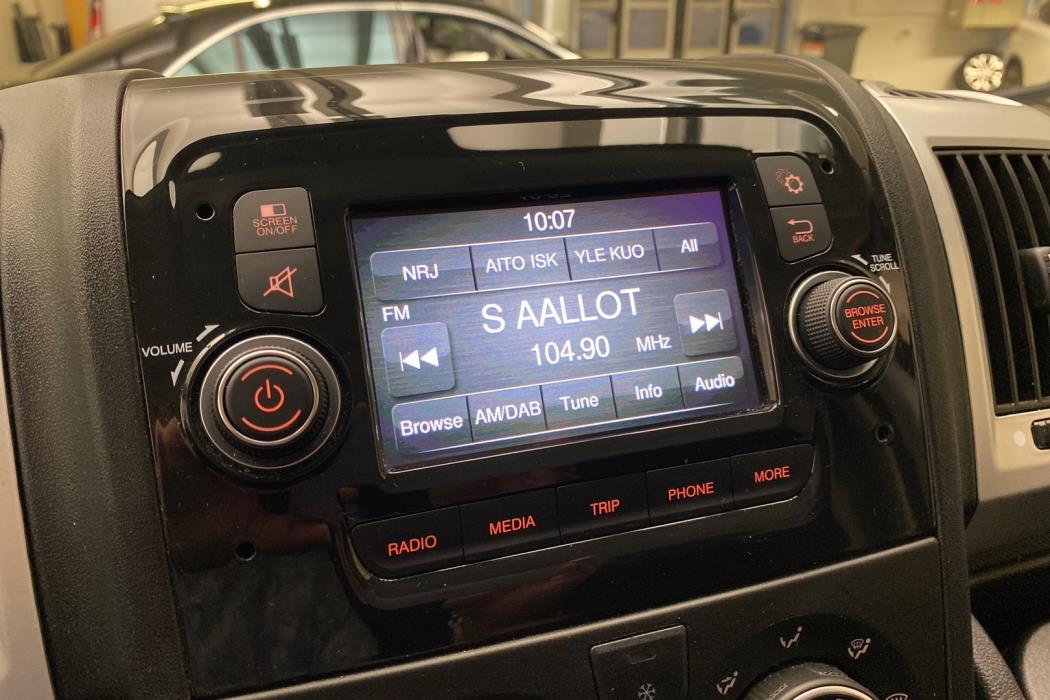 10:07
SCREEN
ON/OFF
NRJ AITO ISK YLE KUO All
BACK
FM
S AALLOT
TUNE
SCROLL
BROWSE
ENTER
VOLUME
104.90 MHz
Browse AM/DAB Tune Info Audio
RADIO MEDIA TRIP PHONE MORE